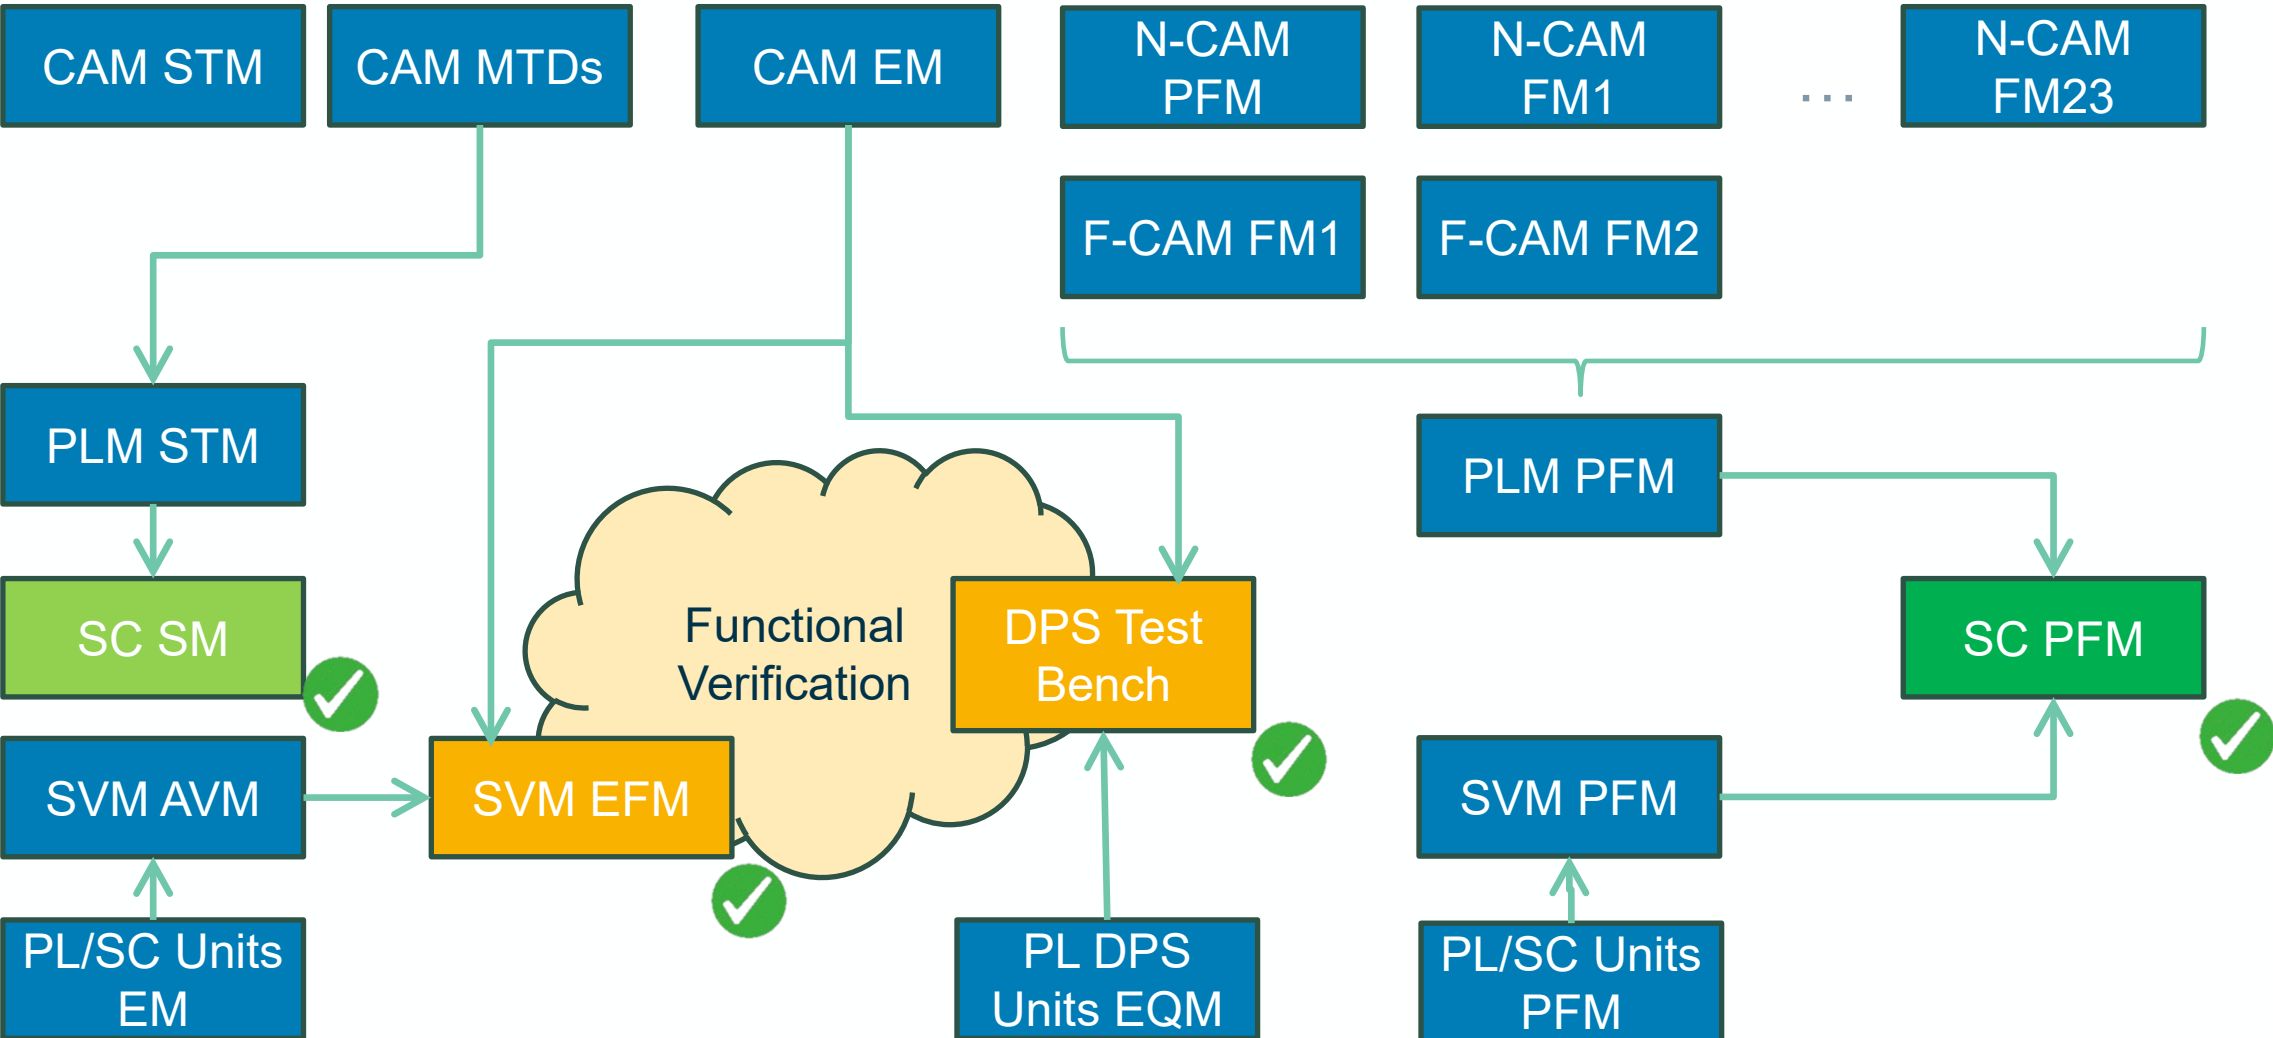 CAM STM
CAM MTDs
CAM EM
N-CAM
PFM
N-CAM
FM1
...
N-CAM
FM23
F-CAM FM1
F-CAM FM2
PLM STM
PLM PFM
SC SM
Functional
Verification
DPS Test
Bench
SC PFM
SVM AVM
SVM EFM
SVM PFM
PL/SC Units
EM
PL DPS
Units EQM
PL/SC Units
PFM